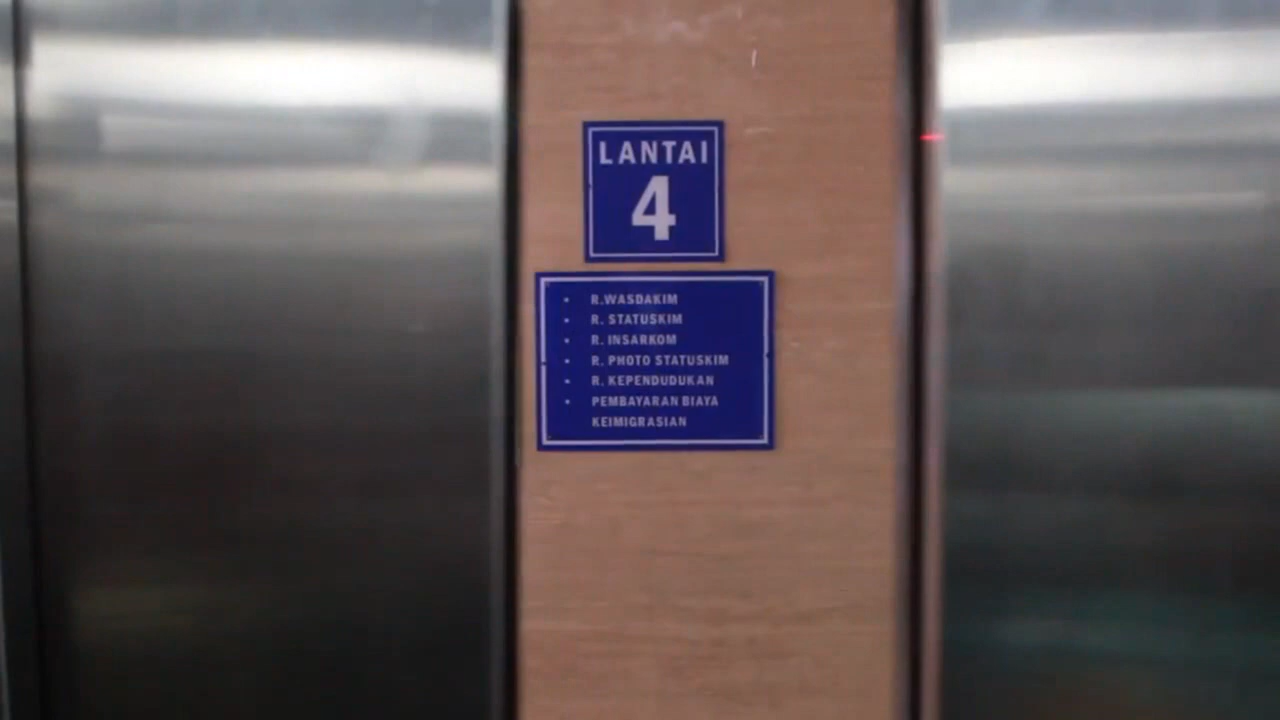 LANTAI
4
• R.WASDAKIM
• R. STATUSKIM
• R. INSARKOM
• R. PHOTO STATUSKIM
• R. KEPENDUDUKAN
• PEMBAYARAN BIAYA
KEIMIGRASIAN